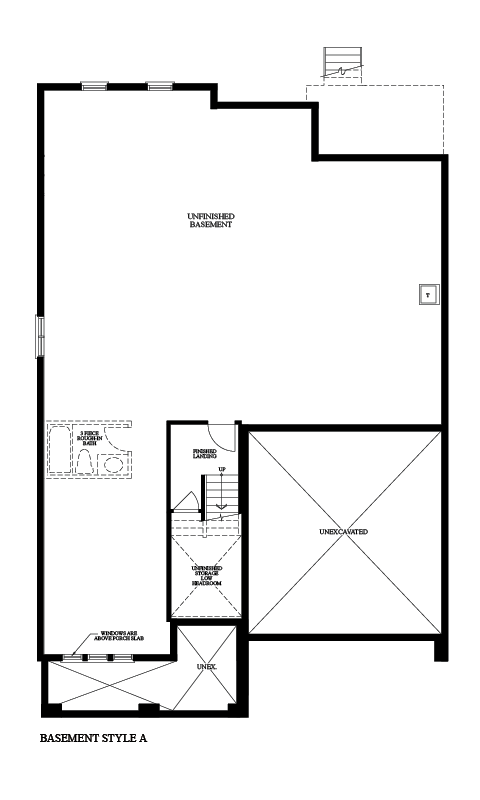 UNFINISHED
BASEMENT
T
3 PIECE
ROUGH-IN
BATH
FINISHED
LANDING
UP
UNEXCAVATED
UNFINISHED
STORAGE
LOW
HEADROOM
WINDOWS ARE
ABOVE PORCH SLAB
UNEX.
BASEMENT STYLE A